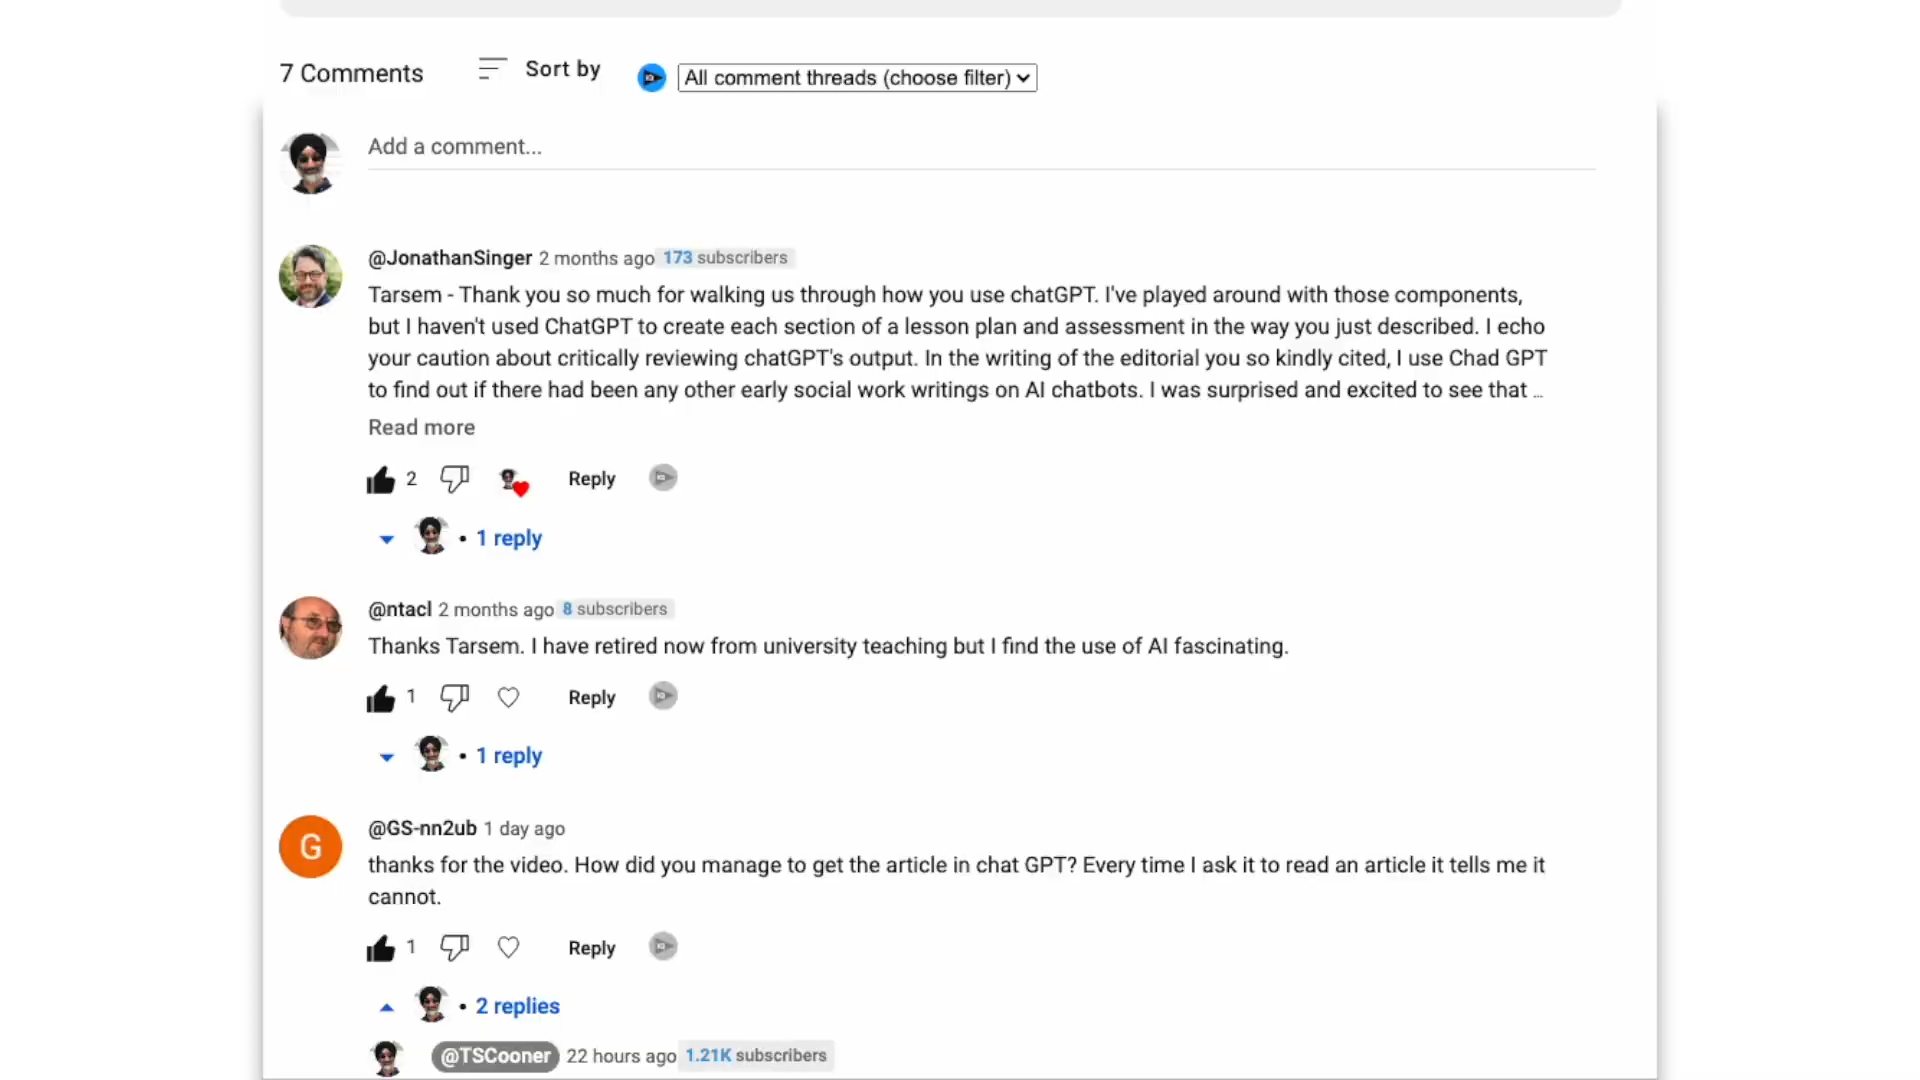 7 Comments
Sort by
All comment threads (choose filter)
Add a comment...
@JonathanSinger 2 months ago 173 subscribers
Tarsem - Thank you so much for walking us through how you use chatGPT. I've played around with those components,
but I haven't used ChatGPT to create each section of a lesson plan and assessment in the way you just described. I echo
your caution about critically reviewing chatGPT's output. In the writing of the editorial you so kindly cited, I use Chad GPT
to find out if there had been any other early social work writings on AI chatbots. I was surprised and excited to see that ...
Read more
2
Reply
• 1 reply
@ntacl 2 months ago 8 subscribers
Thanks Tarsem. I have retired now from university teaching but I find the use of AI fascinating.
1
Reply
• 1 reply
G
@GS-nn2ub 1 day ago
thanks for the video. How did you manage to get the article in chat GPT? Every time I ask it to read an article it tells me it
cannot.
1
Reply
• 2 replies
@TSCooner 22 hours ago 1.21K subscribers